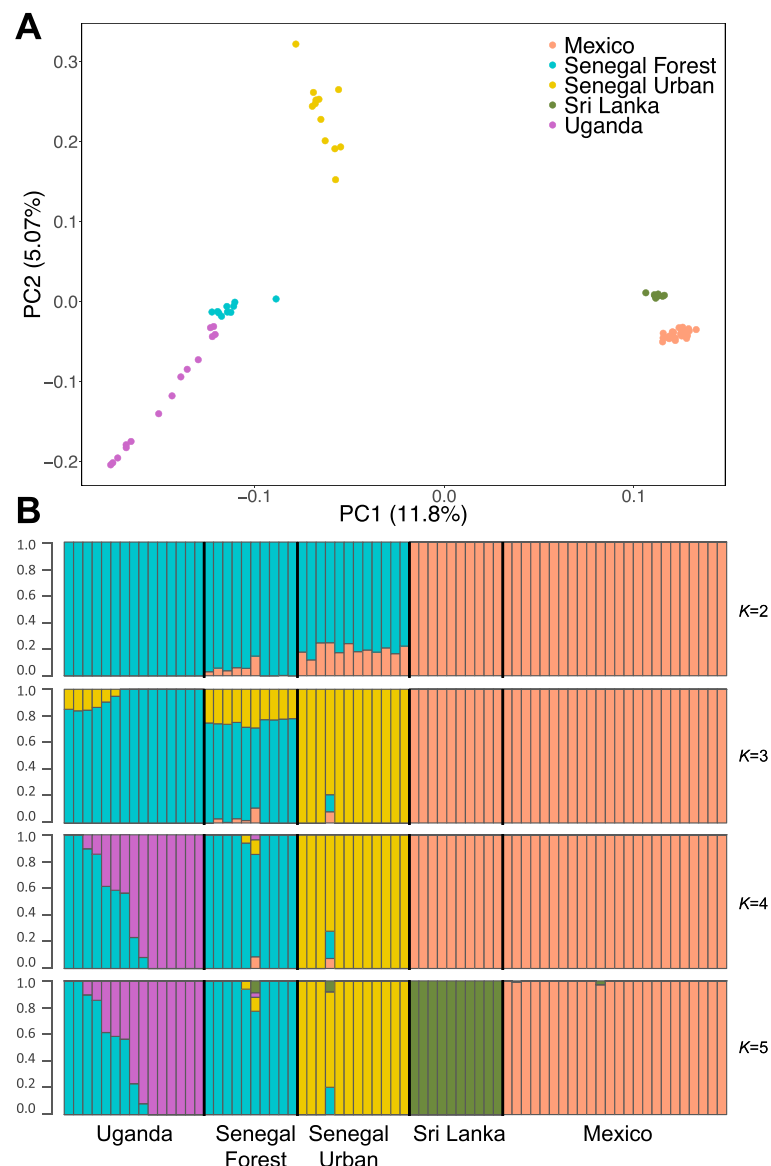 A
Mexico
Senegal Forest
Senegal Urban
Sri Lanka
Uganda
0.3
0.2
0.1
0.0
−0.1
−0.2
PC2 (5.07%)
−0.1 0.0 0.1
PC1 (11.8%)
B
1.0
0.8
0.6
0.4
0.2
0.0
K=2
1.0
0.8
0.6
0.4
0.2
0.0
K=3
1.0
0.8
0.6
0.4
0.2
0.0
K=4
1.0
0.8
0.6
0.4
0.2
0.0
K=5
Uganda Senegal Senegal Sri Lanka Mexico
Forest Urban